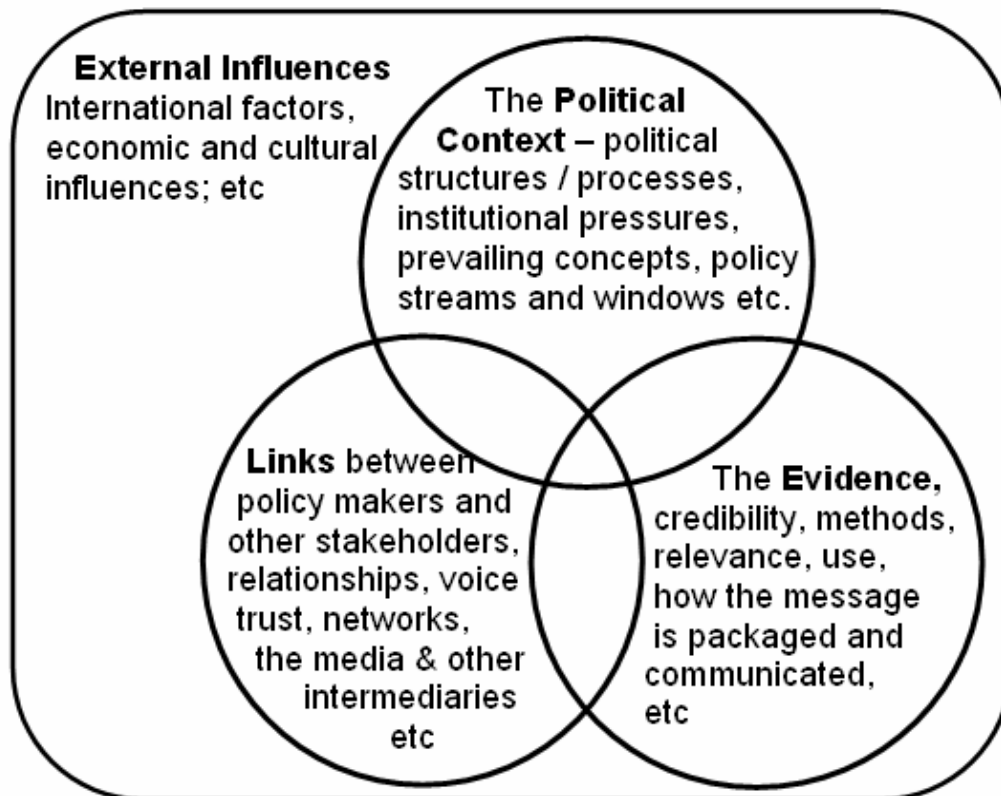 External Influences
International factors,
economic and cultural
influences; etc
The Political
Context – political
structures / processes,
institutional pressures,
prevailing concepts, policy
streams and windows etc.
Links between
policy makers and
other stakeholders,
relationships, voice
trust, networks,
the media & other
intermediaries
etc
The Evidence,
credibility, methods,
relevance, use,
how the message
is packaged and
communicated,
etc